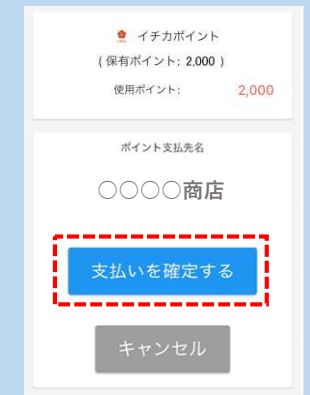 イチカポイント
(保有ポイント: 2,000 )
使用ポイント: 2,000
ポイント支払先名
○○○○商店
支払いを確定する
キャンセル